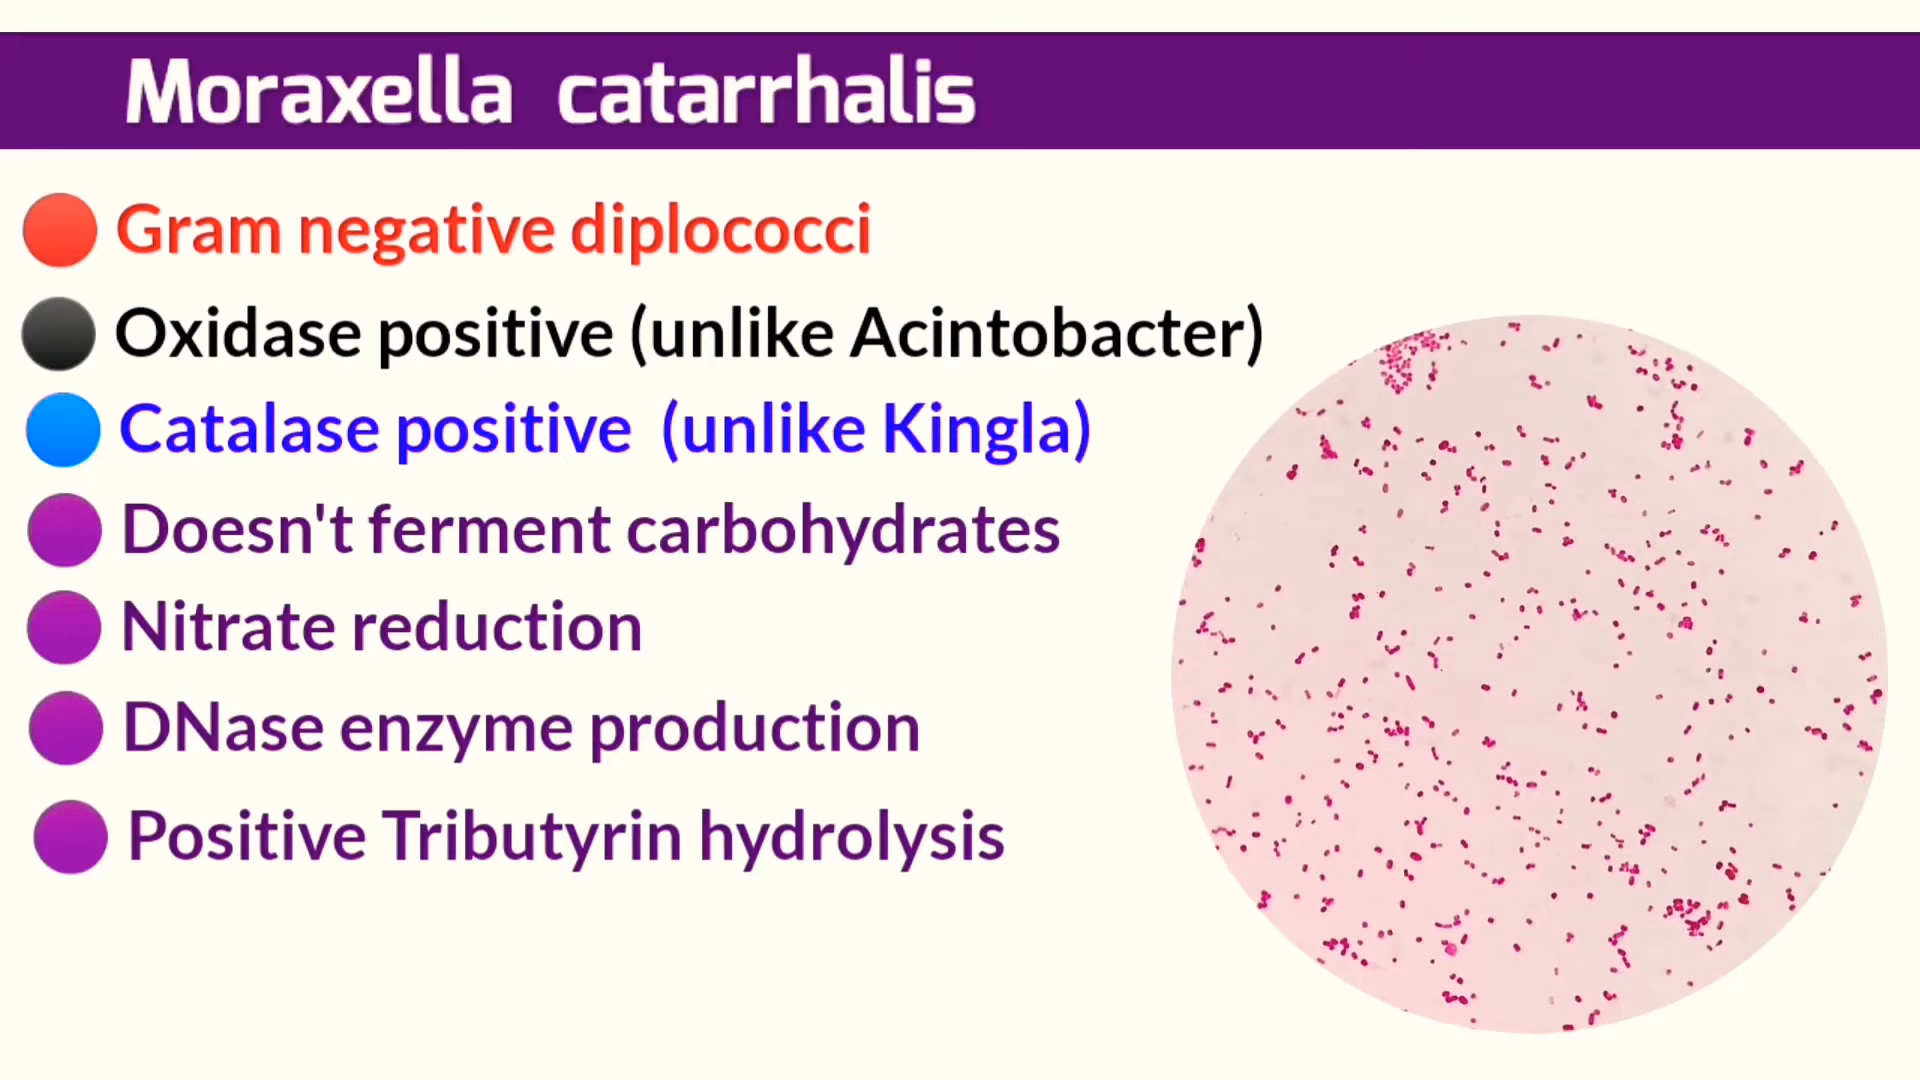 Moraxella catarrhalis
Gram negative diplococci
Oxidase positive (unlike Acintobacter)
Catalase positive (unlike Kingla)
Doesn't ferment carbohydrates
Nitrate reduction
DNase enzyme production
Positive Tributyrin hydrolysis